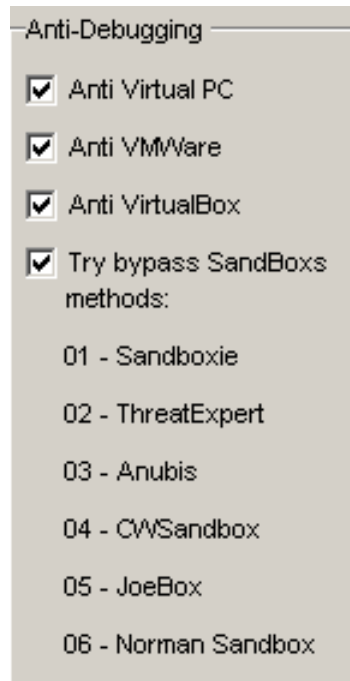 Anti-Debugging
Anti Virtual PC
Anti VMWare
Anti VirtualBox
Try bypass SandBoxs
methods:
01 - Sandboxie
02 - ThreatExpert
03 - Anubis
04 - CWSandbox
05 - JoeBox
06 - Norman Sandbox